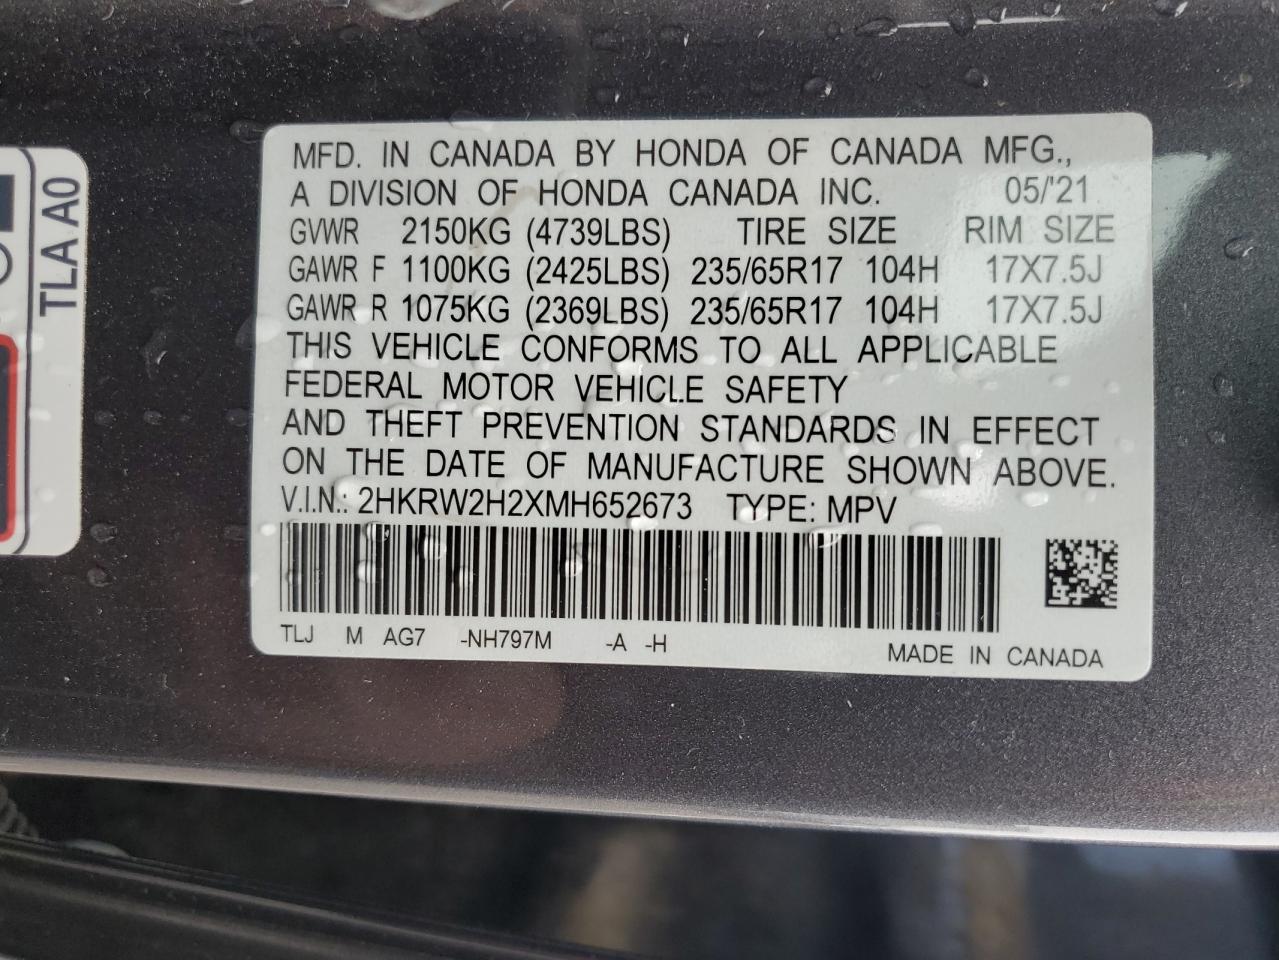 MFD. IN CANADA BY HONDA OF CANADA MFG.,
A DIVISION OF HONDA CANADA INC. 05/'21
GVWR 2150KG (4739LBS) TIRE SIZE RIM SIZE
GAWR F 1100KG (2425LBS) 235/65R17 104H 17X7.5J
GAWR R 1075KG (2369LBS) 235/65R17 104H 17X7.5J
THIS VEHICLE CONFORMS TO ALL APPLICABLE
FEDERAL MOTOR VEHICLE SAFETY
AND THEFT PREVENTION STANDARDS IN EFFECT
ON THE DATE OF MANUFACTURE SHOWN ABOVE.
V.I.N.: 2HKRW2H2XMH652673 TYPE: MPV
TLJ M AG7 -NH797M -A -H
MADE IN CANADA
TLA A0